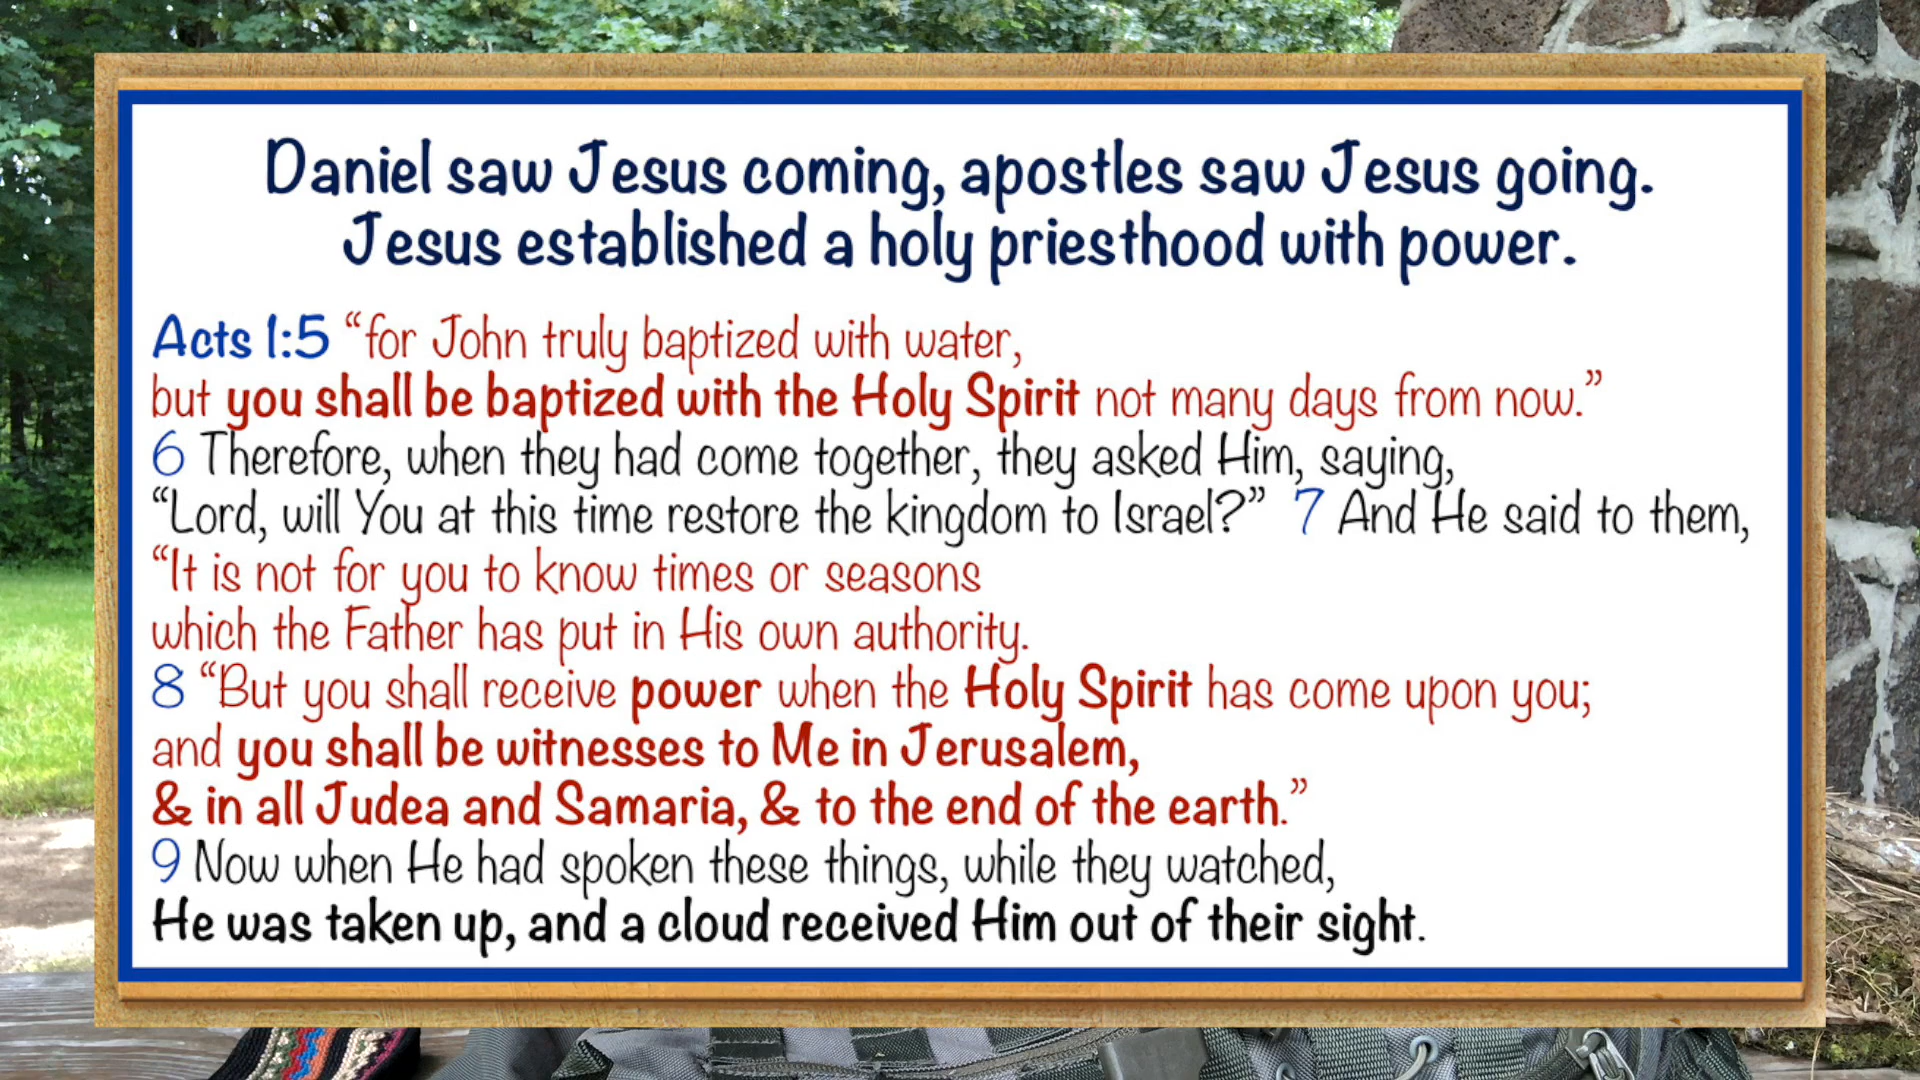 Daniel saw Jesus coming, apostles saw Jesus going.
Jesus established a holy priesthood with power.
Acts 1:5 “for John truly baptized with water,
but you shall be baptized with the Holy Spirit not many days from now.”
6 Therefore, when they had come together, they asked Him, saying,
“Lord, will You at this time restore the kingdom to Israel?” 7 And He said to them,
“It is not for you to know times or seasons
which the Father has put in His own authority.
8 “But you shall receive power when the Holy Spirit has come upon you;
and you shall be witnesses to Me in Jerusalem,
& in all Judea and Samaria, & to the end of the earth.”
9 Now when He had spoken these things, while they watched,
He was taken up, and a cloud received Him out of their sight.